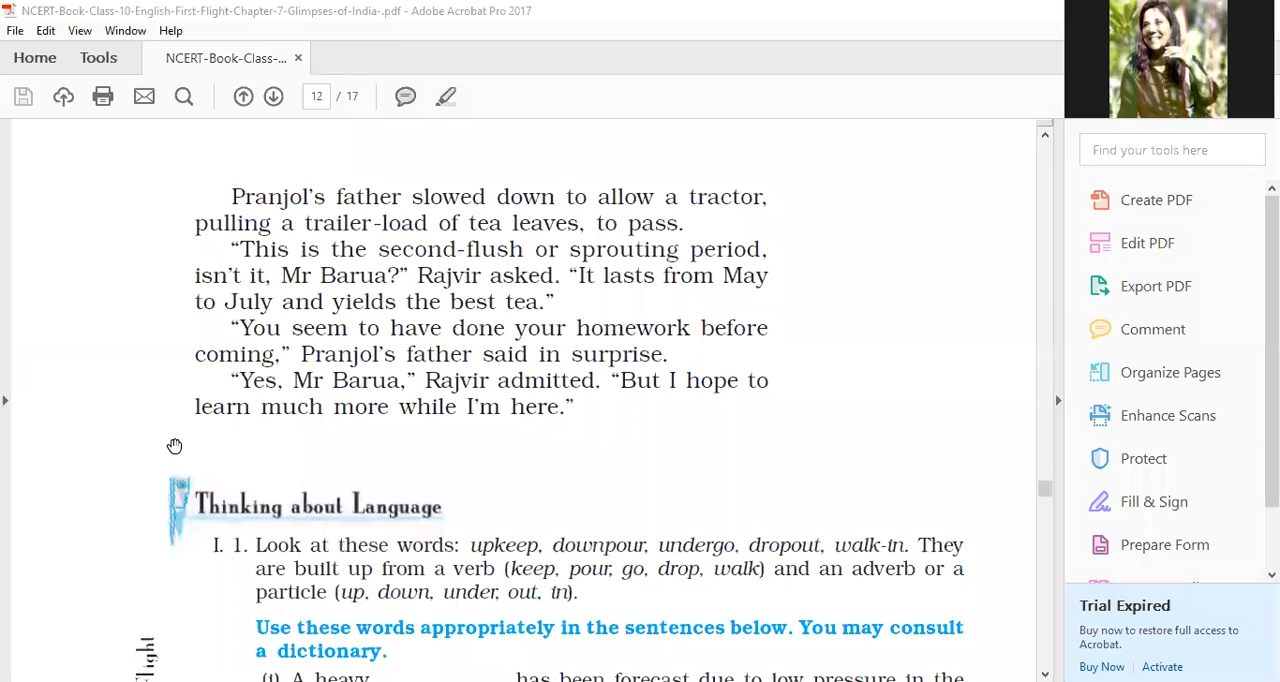 NCERT-Book-Class-10-English-First-Flight-Chapter-7-Glimpses-of-India-.pdf - Adobe Acrobat Pro 2017
File Edit View Window Help
Home Tools NCERT-Book-Class-... ×
12 / 17
Find your tools here
Create PDF
Edit PDF
Export PDF
Comment
Organize Pages
Enhance Scans
Protect
Fill & Sign
Prepare Form
Trial Expired
Buy now to restore full access to
Acrobat.
Buy Now Activate
Pranjol's father slowed down to allow a tractor,
pulling a trailer-load of tea leaves, to pass.
“This is the second-flush or sprouting period,
isn't it, Mr Barua?” Rajvir asked. “It lasts from May
to July and yields the best tea.”
“You seem to have done your homework before
coming,” Pranjol's father said in surprise.
“Yes, Mr Barua,” Rajvir admitted. “But I hope to
learn much more while I'm here.”
Thinking about Language
I. 1. Look at these words: upkeep, downpour, undergo, dropout, walk-in. They
are built up from a verb (keep, pour, go, drop, walk) and an adverb or a
particle (up, down, under, out, in).
Use these words appropriately in the sentences below. You may consult
a dictionary.
(i) A heavy has been forecast due to low pressure in the
Flight